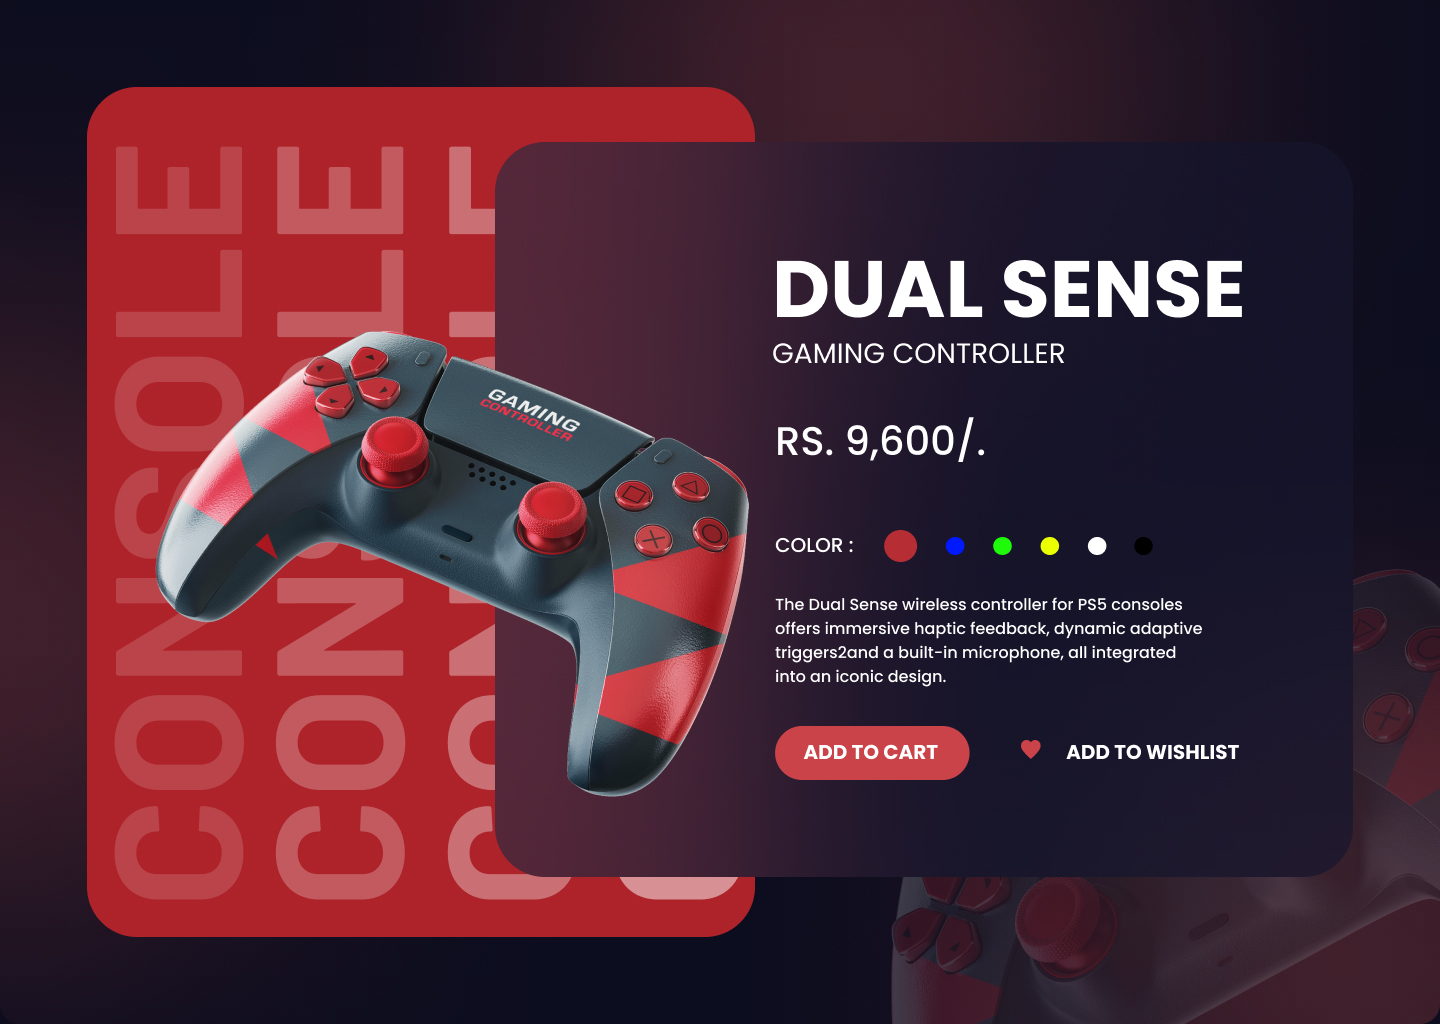 CONSOLE
CONSOLE
CONSOLE
GAMING
CONTROLLER
DUAL SENSE
GAMING CONTROLLER
RS. 9,600/.
COLOR :
The Dual Sense wireless controller for PS5 consoles
offers immersive haptic feedback, dynamic adaptive
triggers2and a built-in microphone, all integrated
into an iconic design.
ADD TO CART
ADD TO WISHLIST